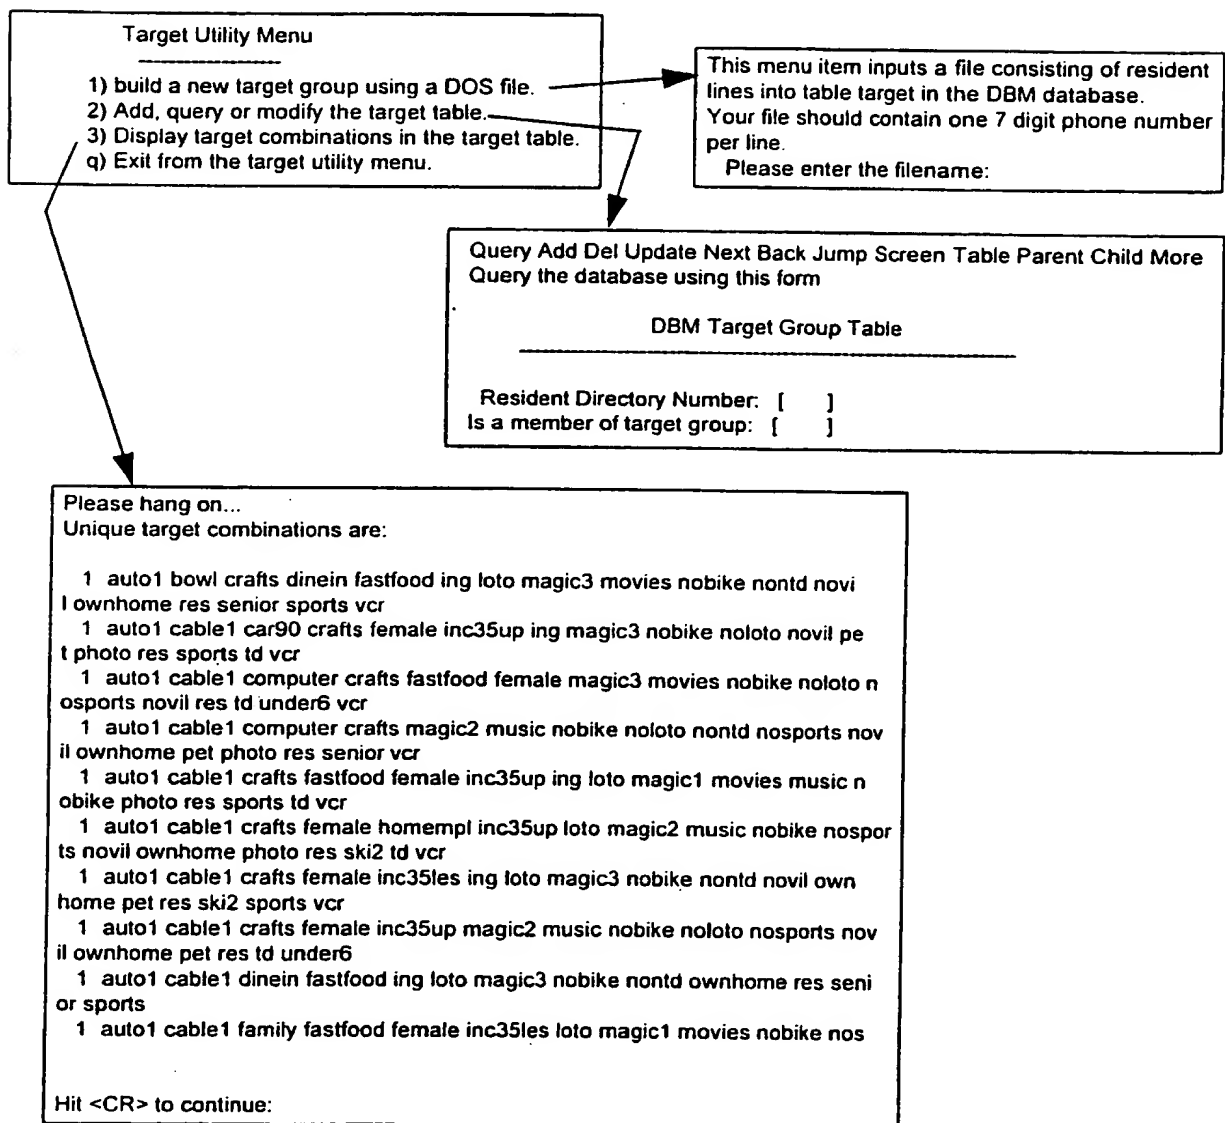 Target Utility Menu
1) build a new target group using a DOS file.
2) Add, query or modify the target table.
3) Display target combinations in the target table.
q) Exit from the target utility menu.
This menu item inputs a file consisting of resident
lines into table target in the DBM database.
Your file should contain one 7 digit phone number
per line.
Please enter the filename:
Query Add Del Update Next Back Jump Screen Table Parent Child More
Query the database using this form
DBM Target Group Table
Resident Directory Number: [ ]
Is a member of target group: [ ]
Please hang on...
Unique target combinations are:
1 auto1 bowl crafts dinein fastfood ing loto magic3 movies nobike nontd novi
l ownhome res senior sports vcr
1 auto1 cable1 car90 crafts female inc35up ing magic3 nobike noloto novil pe
t photo res sports td vcr
1 auto1 cable1 computer crafts fastfood female magic3 movies nobike noloto n
osports novil res td under6 vcr
1 auto1 cable1 computer crafts magic2 music nobike noloto nontd nosports nov
il ownhome pet photo res senior vcr
1 auto1 cable1 crafts fastfood female inc35up ing loto magic1 movies music n
obike photo res sports td vcr
1 auto1 cable1 crafts female homempl inc35up loto magic2 music nobike nospor
ts novil ownhome photo res ski2 td vcr
1 auto1 cable1 crafts female inc35les ing loto magic3 nobike nontd novil own
home pet res ski2 sports vcr
1 auto1 cable1 crafts female inc35up magic2 music nobike noloto nosports nov
il ownhome pet res td under6
1 auto1 cable1 dinein fastfood ing loto magic3 nobike nontd ownhome res seni
or sports
1 auto1 cable1 family fastfood female inc35les loto magic1 movies nobike nos
Hit <CR> to continue: